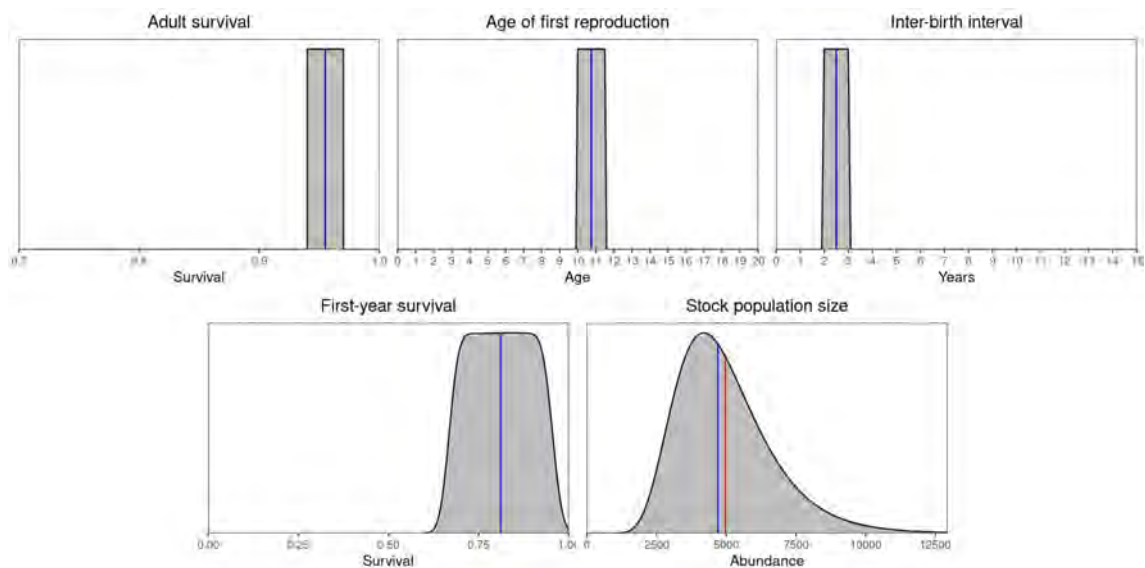 Adult survival
0.7 0.8 0.9 1.0
Survival
Age of first reproduction
0 1 2 3 4 5 6 7 8 9 10 11 12 13 14 15 16 17 18 19 20
Age
Inter-birth interval
0 1 2 3 4 5 6 7 8 9 10 11 12 13 14 15
Years
First-year survival
0.00 0.25 0.50 0.75 1.00
Survival
Stock population size
0 2500 5000 7500 10000 12500
Abundance